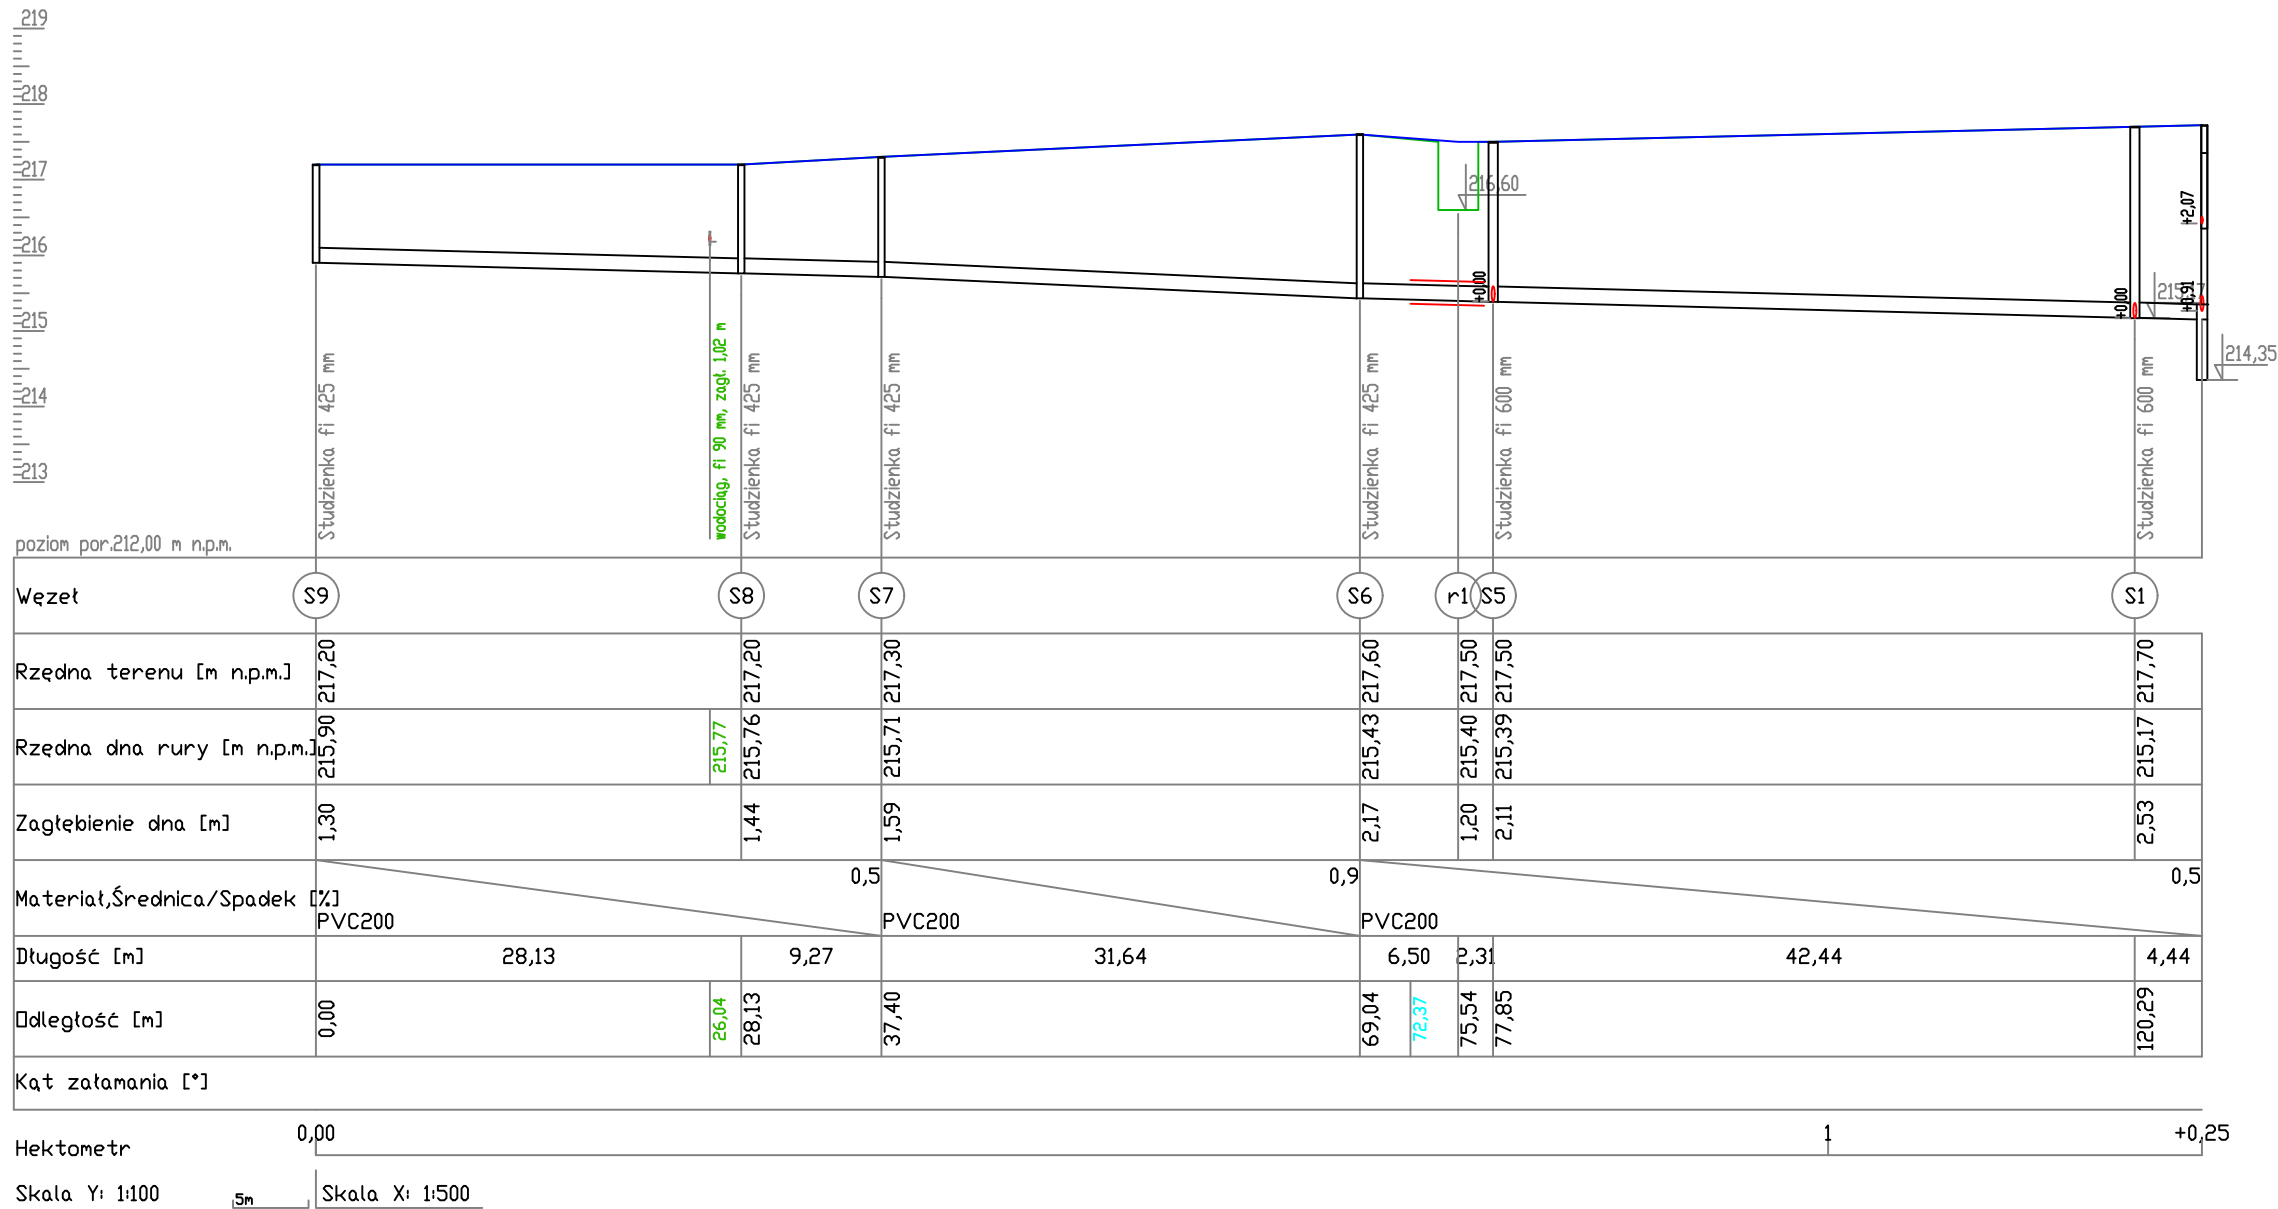 219
218
217
216
215
214
213
216,60
+0,00
+0,00
+2,07
+0,91
214,35
Studzienka fi 425 mm
wodociąg, fi 90 mm, zagł. 1,02 m
Studzienka fi 425 mm
Studzienka fi 425 mm
Studzienka fi 425 mm
Studzienka fi 600 mm
Studzienka fi 600 mm
poziom por.212,00 m n.p.m.
Węzeł S9 S8 S7 S6 r1 S5 S1
Rzędna terenu [m n.p.m.] 217,20 217,20 217,30 217,60 217,50 217,50 217,70
Rzędna dna rury [m n.p.m.] 215,90 215,77 215,76 215,71 215,43 215,40 215,39 215,17
Zagłębienie dna [m] 1,30 1,44 1,59 2,17 1,20 2,11 2,53
0,5 0,9 0,5
Materiał,Średnica/Spadek [%]
PVC200 PVC200 PVC200
Długość [m] 28,13 9,27 31,64 6,50 2,31 42,44 4,44
Odległość [m] 0,00 26,04 28,13 37,40 69,04 72,37 75,54 77,85 120,29
Kąt załamania [°]
0,00 1 +0,25
Hektometr
Skala Y: 1:100 5m Skala X: 1:500